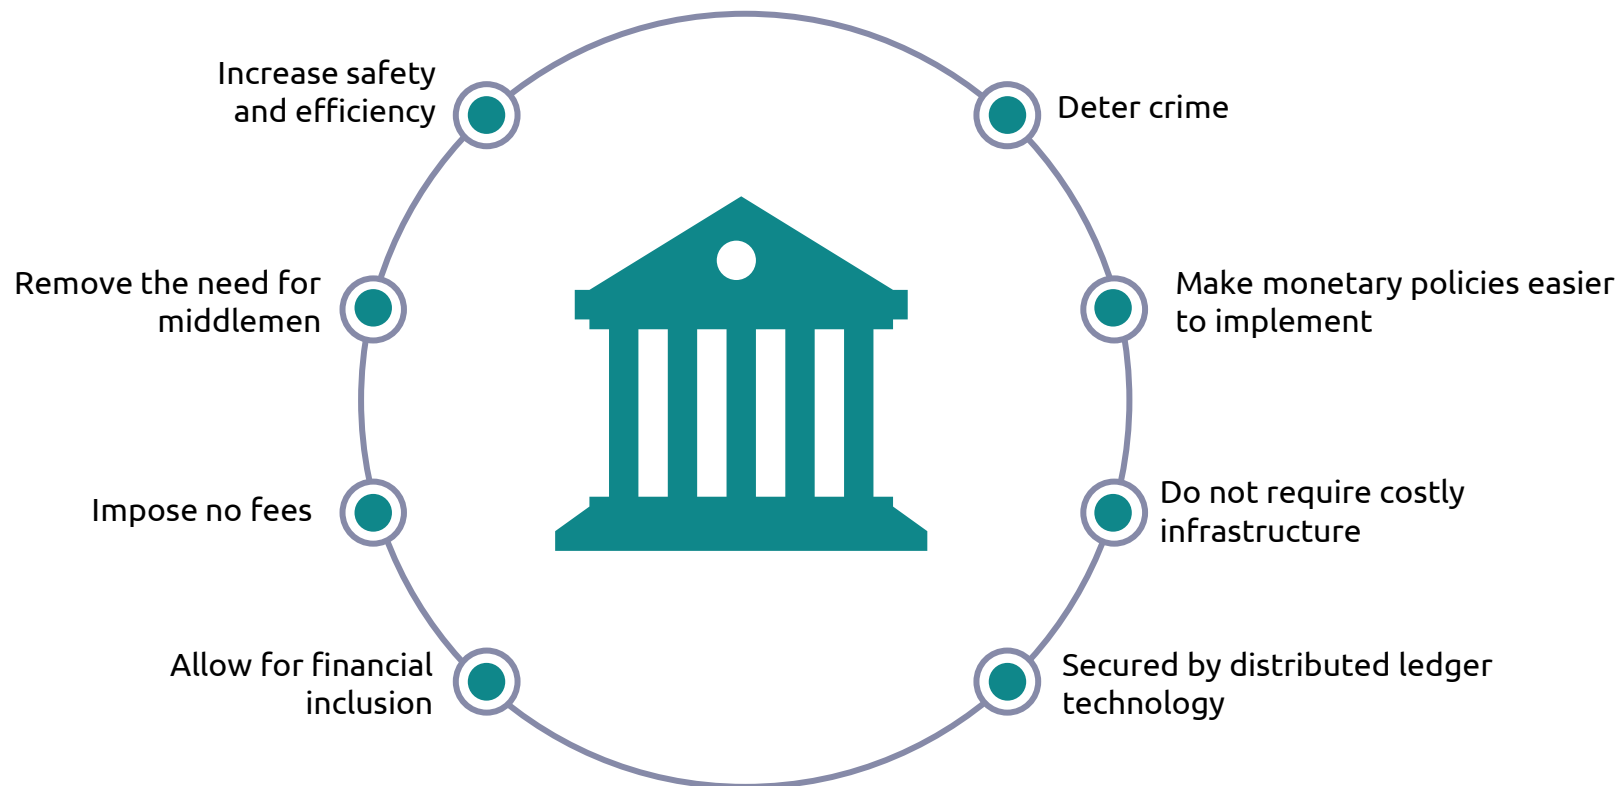 Increase safety
and efficiency
Deter crime
Remove the need for
middlemen
Make monetary policies easier
to implement
Impose no fees
Do not require costly
infrastructure
Allow for financial
inclusion
Secured by distributed ledger
technology